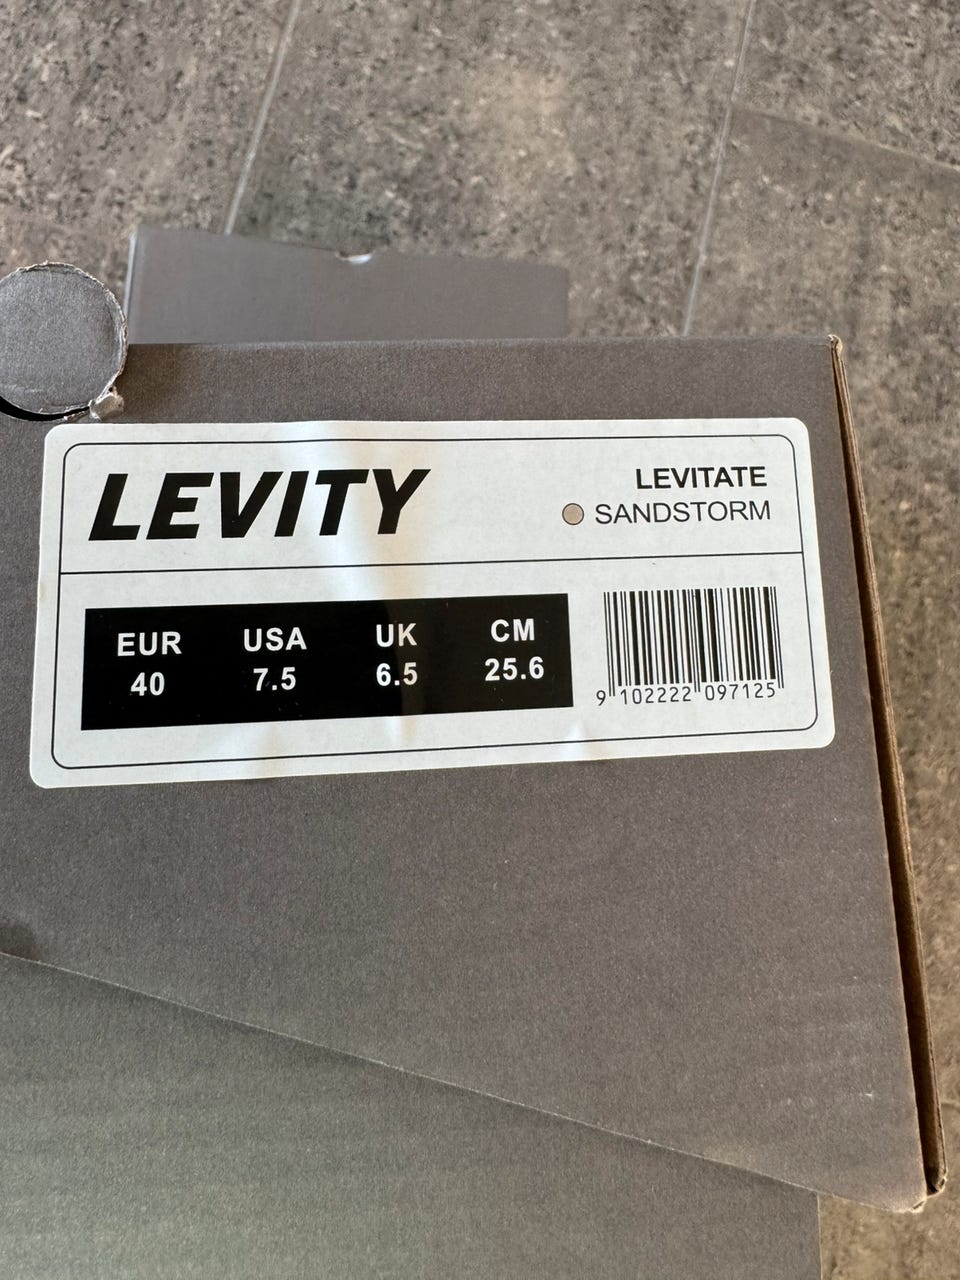 LEVITY
LEVITATE
SANDSTORM
EUR USA UK CM
40 7.5 6.5 25.6
9 102222 097125